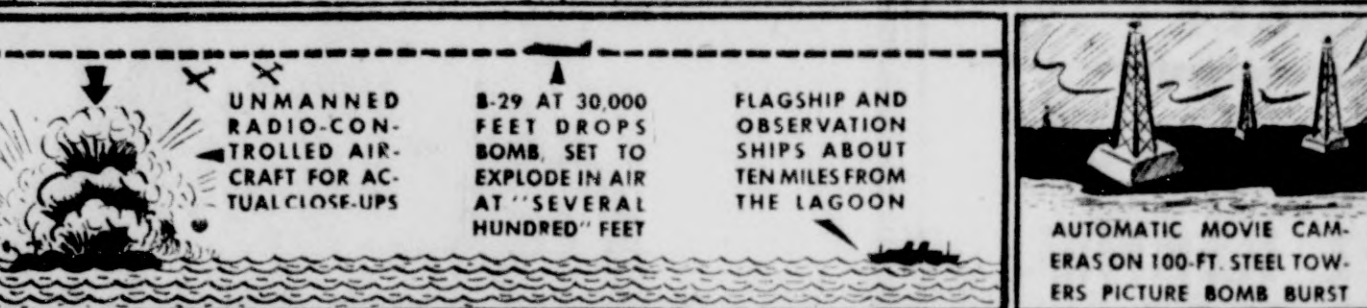 UNMANNED
RADIO-CON-
TROLLED AIR-
CRAFT FOR AC-
TUAL CLOSE-UPS
B-29 AT 30,000
FEET DROPS
BOMB, SET TO
EXPLODE IN AIR
AT "SEVERAL
HUNDRED" FEET
FLAGSHIP AND
OBSERVATION
SHIPS ABOUT
TEN MILES FROM
THE LAGOON
AUTOMATIC MOVIE CAM-
ERAS ON 100-FT. STEEL TOW-
ERS PICTURE BOMB BURST